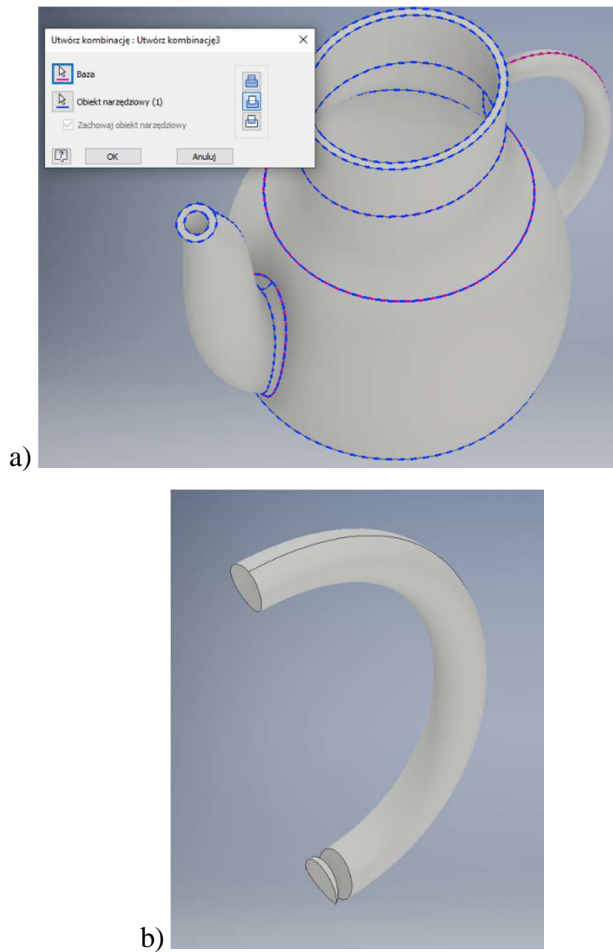 Utwórz kombinację : Utwórz kombinację3
Baza
Obiekt narzędziowy (1)
Zachowaj obiekt narzędziowy
OK
Anuluj
a)
b)